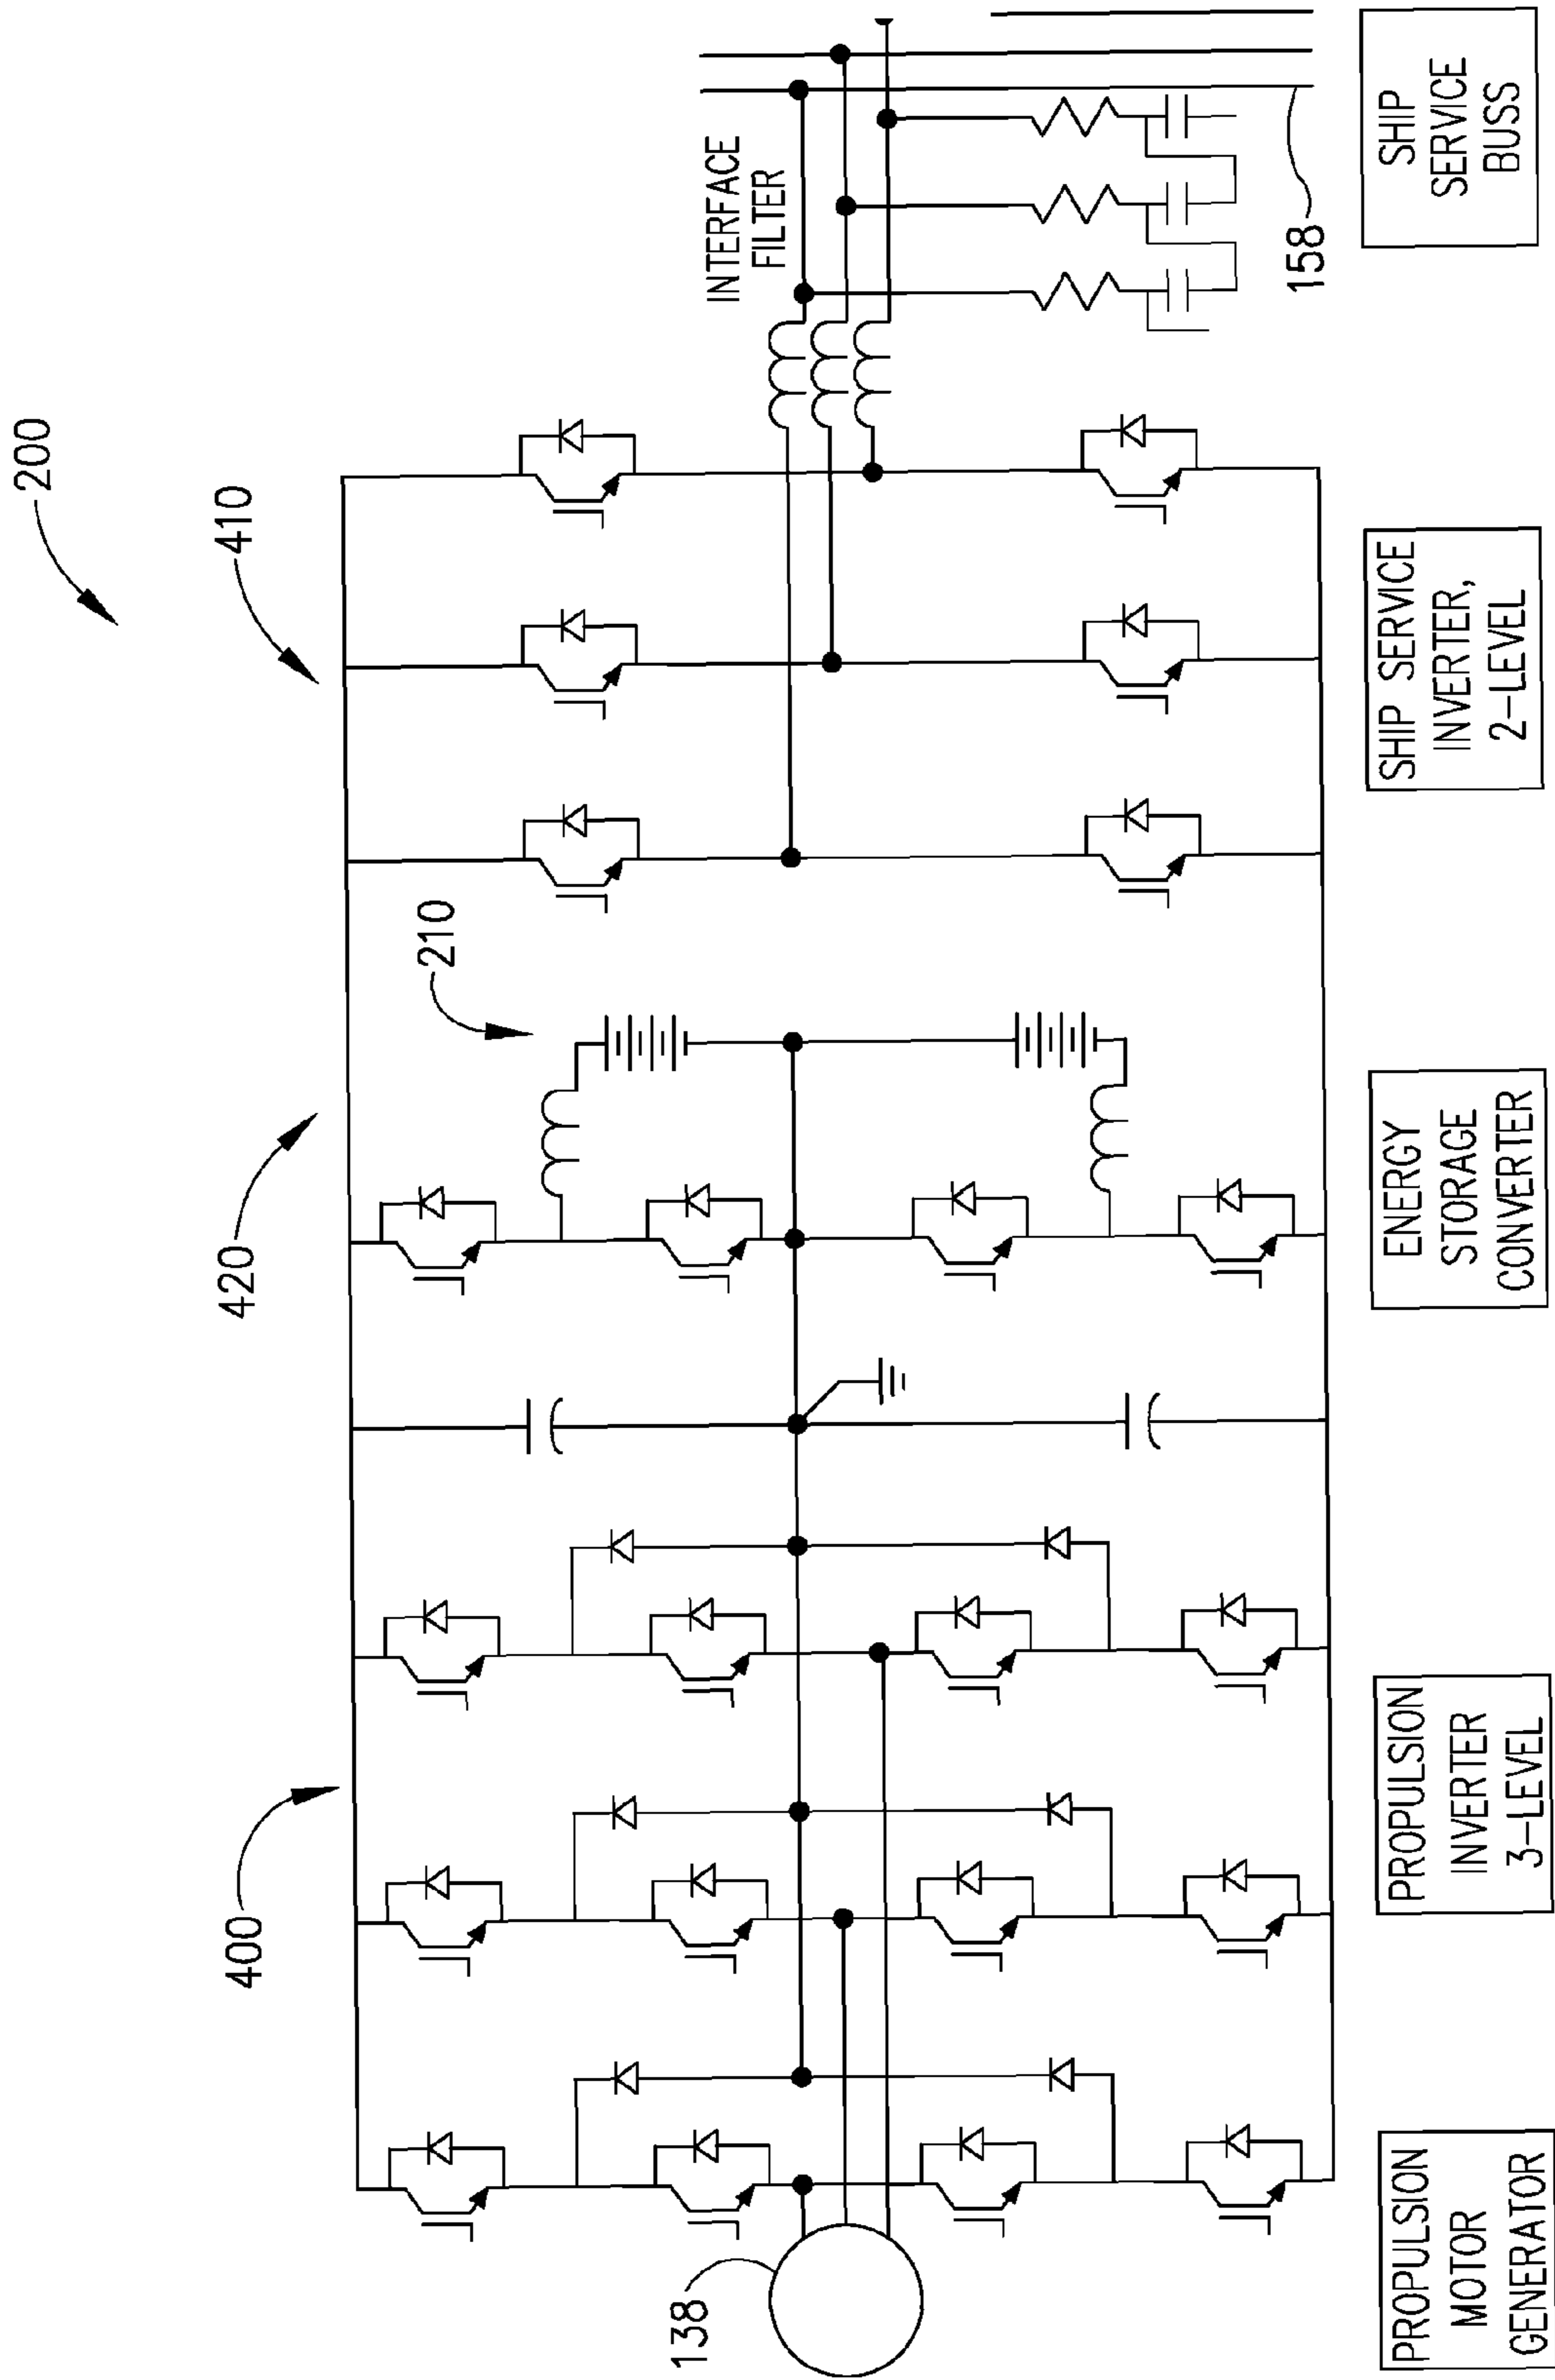 200
400
420
410
210
138
INTERFACE
FILTER
158
PROPULSION
MOTOR
GENERATOR
PROPULSION
INVERTER
3-LEVEL
ENERGY
STORAGE
CONVERTER
SHIP SERVICE
INVERTER,
2-LEVEL
SHIP
SERVICE
BUSS